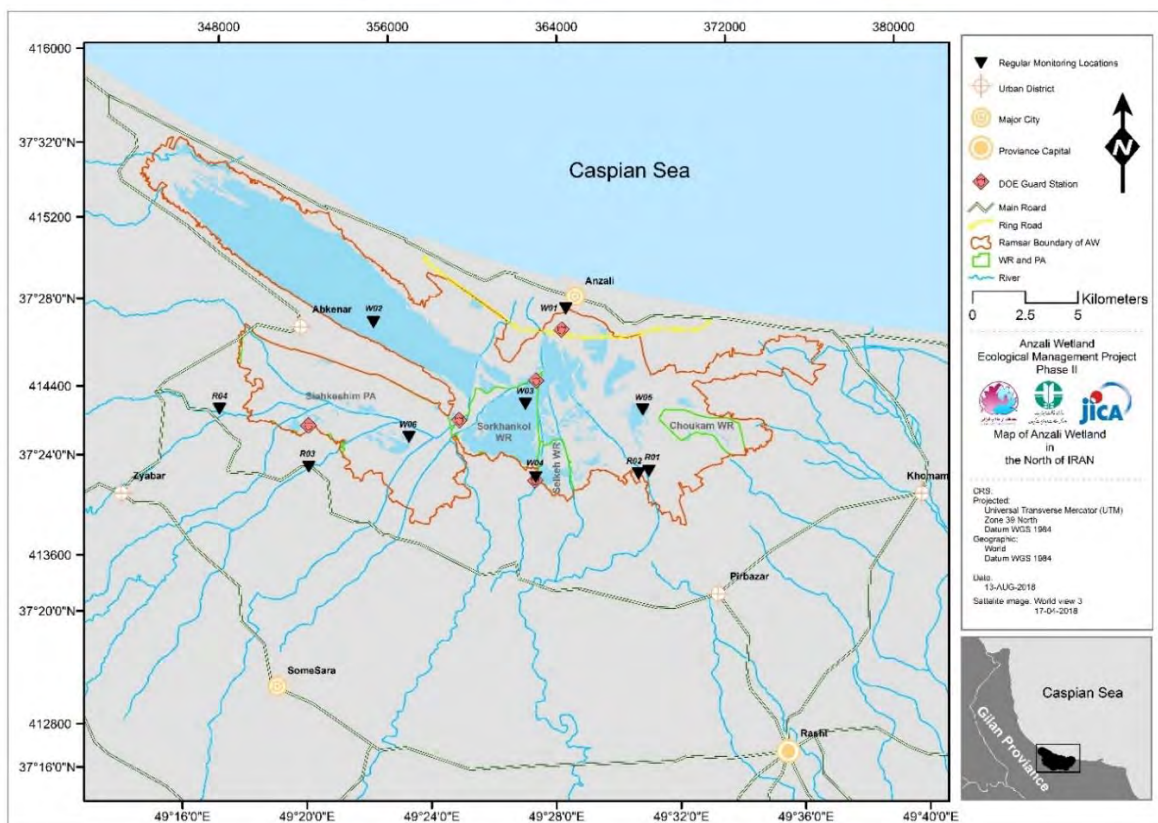 348000 356000 364000 372000 380000
416000
37°32'0"N
415200
37°28'0"N
414400
37°24'0"N
413600
37°20'0"N
412800
37°16'0"N
Caspian Sea
Anzali
W01
Abkenar
W02
R04
Siahkeshim PA
W03
W05
W06
Sorkhankol
WR
Choukam WR
Selkeh WR
W04
R02
R01
R03
Zyabar
Khomam
Pirbazar
SomeSara
Rasht
49°16'0"E 49°20'0"E 49°24'0"E 49°28'0"E 49°32'0"E 49°36'0"E 49°40'0"E
Regular Monitoring Locations
Urban District
Major City
Proviance Capital
DOE Guard Station
Main Roard
Ring Road
Ramsar Boundary of AW
WR and PA
River
N
Kilometers
0 2.5 5
Anzali Wetland
Ecological Management Project
Phase II
jICA
Map of Anzali Wetland
in
the North of IRAN
CRS:
Projected:
Universal Transverse Mercator (UTM)
Zone 39 North
Datum WGS 1984
Geographic:
World
Datum WGS 1984
Date:
13-AUG-2018
Sattelite image: World view 3
17-04-2018
Caspian Sea
Gilan Proviance